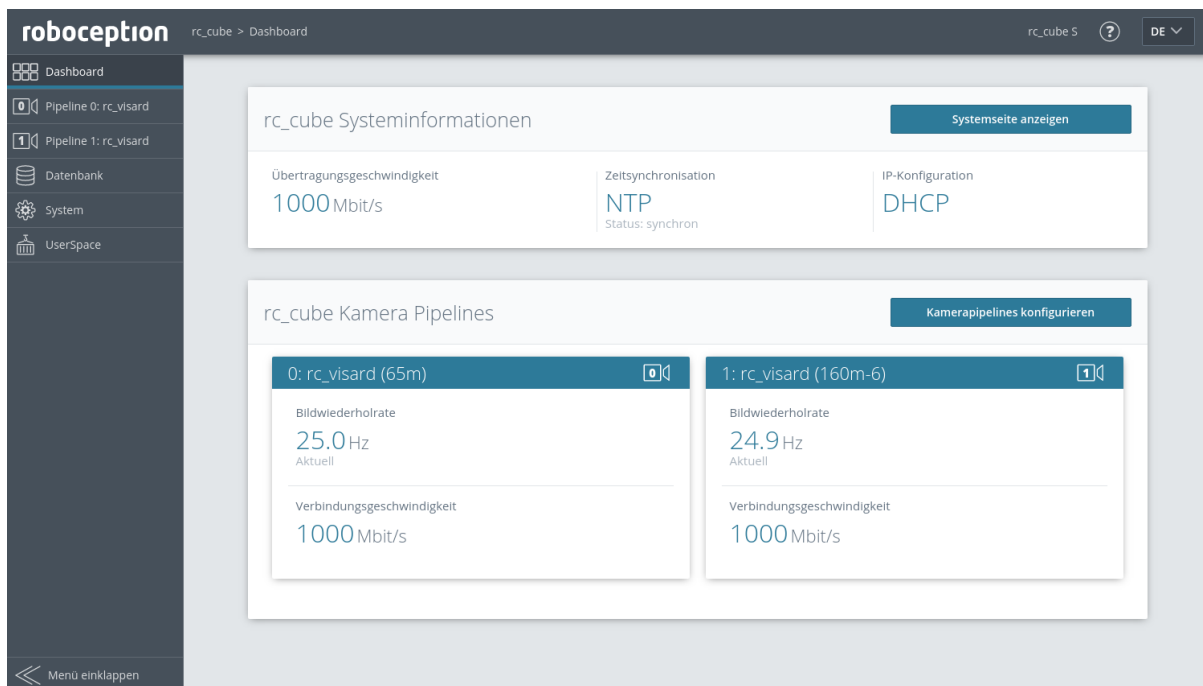 roboception
rc_cube > Dashboard
rc_cube S
?
DE
Dashboard
0 Pipeline 0: rc_visard
1 Pipeline 1: rc_visard
Datenbank
System
UserSpace
Menü einklappen
rc_cube Systeminformationen
Systemseite anzeigen
Übertragungsgeschwindigkeit
1000 Mbit/s
Zeitsynchronisation
NTP
Status: synchron
IP-Konfiguration
DHCP
rc_cube Kamera Pipelines
Kamerapipelines konfigurieren
0: rc_visard (65m)
0
Bildwiederholrate
25.0 Hz
Aktuell
Verbindungsgeschwindigkeit
1000 Mbit/s
1: rc_visard (160m-6)
1
Bildwiederholrate
24.9 Hz
Aktuell
Verbindungsgeschwindigkeit
1000 Mbit/s